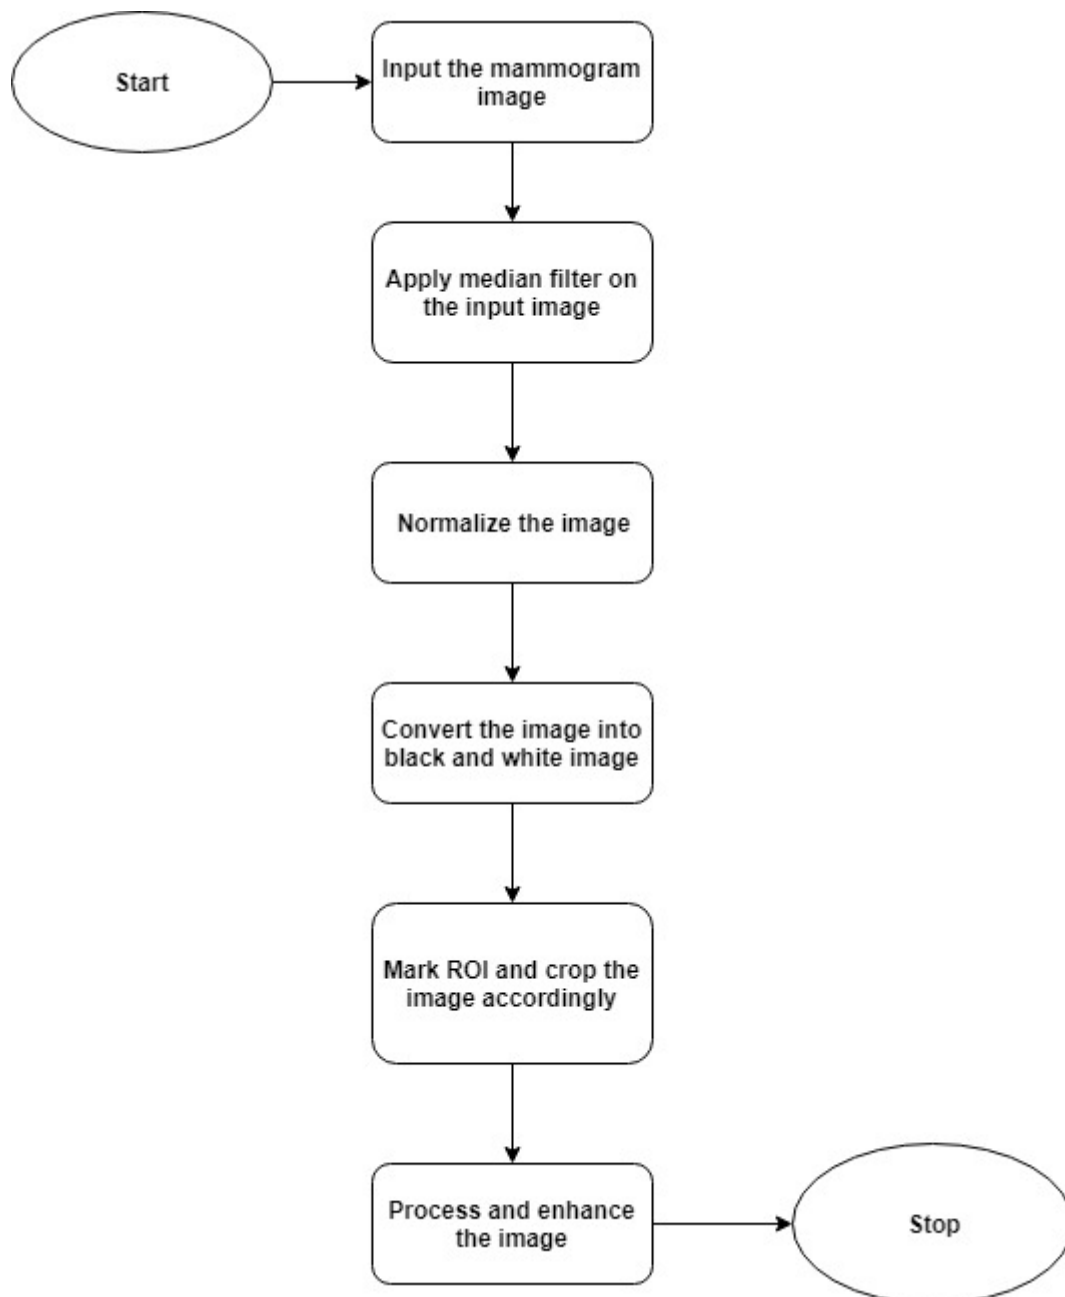 Start
Input the mammogram
image
Apply median filter on
the input image
Normalize the image
Convert the image into
black and white image
Mark ROI and crop the
image accordingly
Process and enhance
the image
Stop